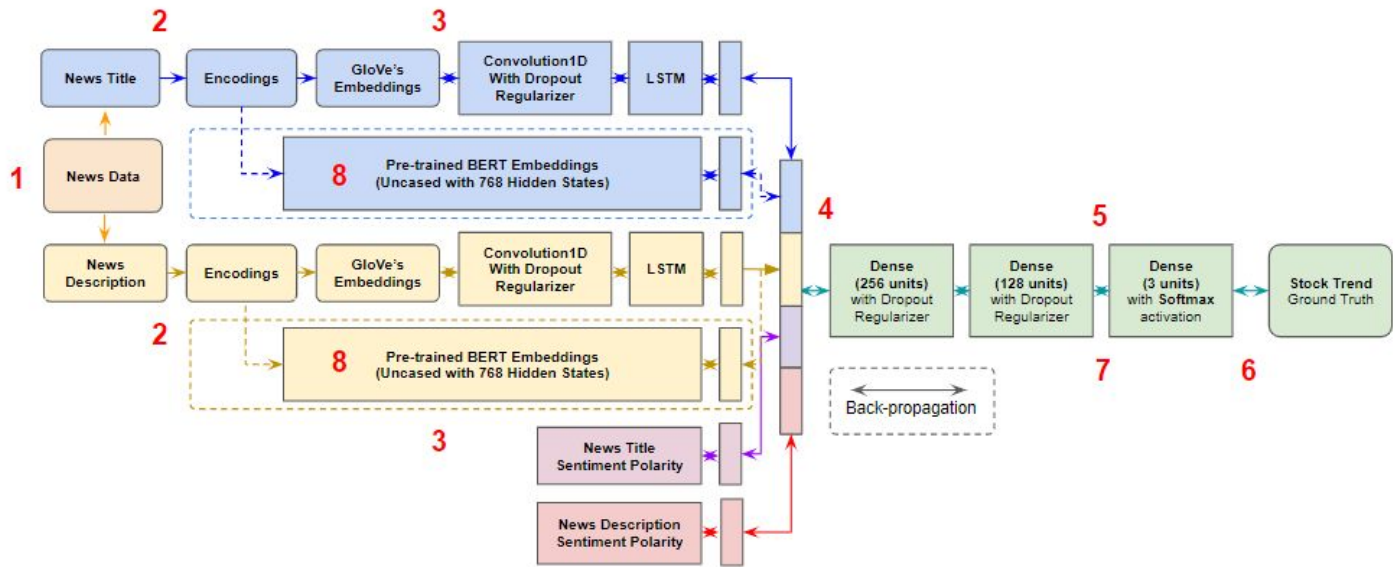 2
3
News Title
Encodings
GloVe's
Embeddings
Convolution1D
With Dropout
Regularizer
LSTM
1
News Data
8
Pre-trained BERT Embeddings
(Uncased with 768 Hidden States)
4
5
News
Description
Encodings
GloVe's
Embeddings
Convolution1D
With Dropout
Regularizer
LSTM
Dense
(256 units)
with Dropout
Regularizer
Dense
(128 units)
with Dropout
Regularizer
Dense
(3 units)
with Softmax
activation
Stock Trend
Ground Truth
2
8
Pre-trained BERT Embeddings
(Uncased with 768 Hidden States)
7
6
Back-propagation
3
News Title
Sentiment Polarity
News Description
Sentiment Polarity